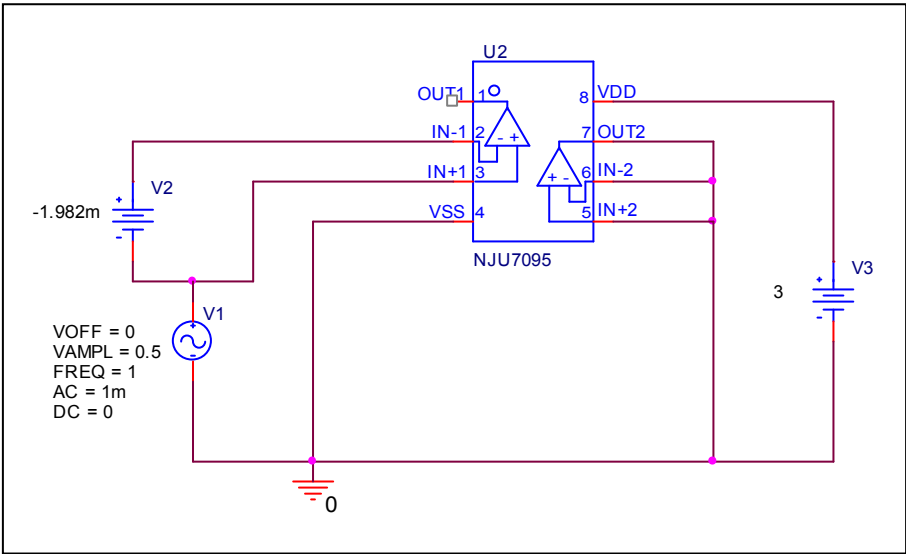 U2
OUT1
1
8
VDD
IN-1
2
- +
7
OUT2
IN+1
3
+ -
6
IN-2
VSS
4
5
IN+2
NJU7095
+
V2
-1.982m
-
+
V3
3
-
V1
+
-
VOFF = 0
VAMPL = 0.5
FREQ = 1
AC = 1m
DC = 0
0